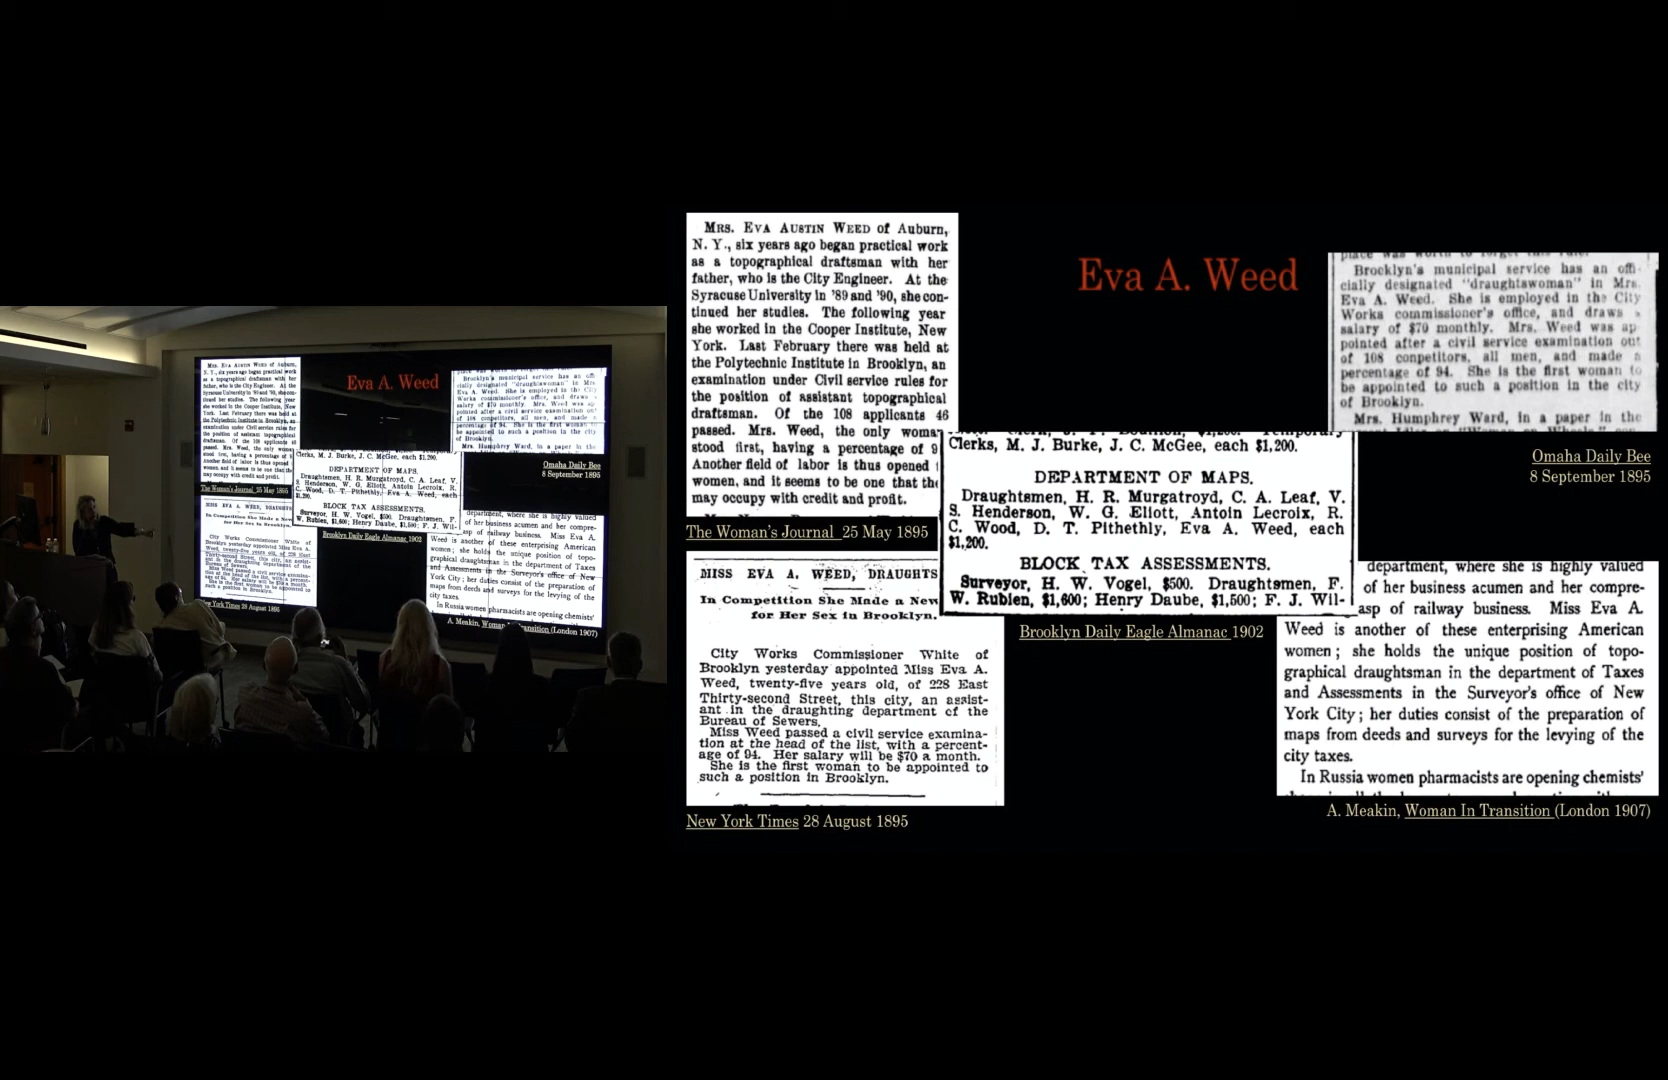 Eva A. Weed
MRS. EVA AUSTIN WEED of Auburn,
N. Y., six years ago began practical work
as a topographical draftsman with her
father, who is the City Engineer. At the
Syracuse University in '89 and '90, she con-
tinued her studies. The following year
she worked in the Cooper Institute, New
York. Last February there was held at
the Polytechnic Institute in Brooklyn, an
examination under Civil service rules for
the position of assistant topographical
draftsman. Of the 108 applicants 46
passed. Mrs. Weed, the only woman
stood first, having a percentage of 9
Another field of labor is thus opened
women, and it seems to be one that the
may occupy with credit and profit.
The Woman's Journal 25 May 1895
MISS EVA A. WEED, DRAUGHTS
In Competition She Made a New
for Her Sex in Brooklyn.
City Works Commissioner White of
Brooklyn yesterday appointed Miss Eva A.
Weed, twenty-five years old, of 228 East
Thirty-second Street, this city, an assist-
ant in the draughting department of the
Bureau of Sewers.
Miss Weed passed a civil service examina-
tion at the head of the list, with a percent-
age of 94. Her salary will be $70 a month.
She is the first woman to be appointed to
such a position in Brooklyn.
New York Times 28 August 1895
Clerks, M. J. Burke, J. C. McGee, each $1,200.
DEPARTMENT OF MAPS.
Draughtsmen, H. R. Murgatroyd, C. A. Leaf, V.
S. Henderson, W. G. Eliott, Antoin Lecroix, R.
C. Wood, D. T. Pithethly, Eva A. Weed, each
$1,200.
BLOCK TAX ASSESSMENTS.
Surveyor, H. W. Vogel, $500. Draughtsmen, F.
W. Rubien, $1,600; Henry Daube, $1,500; F. J. Wil-
Brooklyn Daily Eagle Almanac 1902
Brooklyn's municipal service has an offi-
cially designated "draughtswoman" in Mrs.
Eva A. Weed. She is employed in the City
Works commissioner's office, and draws
salary of $70 monthly. Mrs. Weed was ap
pointed after a civil service examination out
of 108 conpetitors, all men, and made a
percentage of 94. She is the first woman to
be appointed to such a position in the city
of Brooklyn.
Mrs. Humphrey Ward, in a paper in the
Omaha Daily Bee
8 September 1895
department, where she is highly valued
of her business acumen and her compre-
asp of railway business. Miss Eva A.
Weed is another of these enterprising American
women; she holds the unique position of topo-
graphical draughtsman in the department of Taxes
and Assessments in the Surveyor's office of New
York City; her duties consist of the preparation of
maps from deeds and surveys for the levying of the
city taxes.
In Russia women pharmacists are opening chemists'
A. Meakin, Woman In Transition (London 1907)